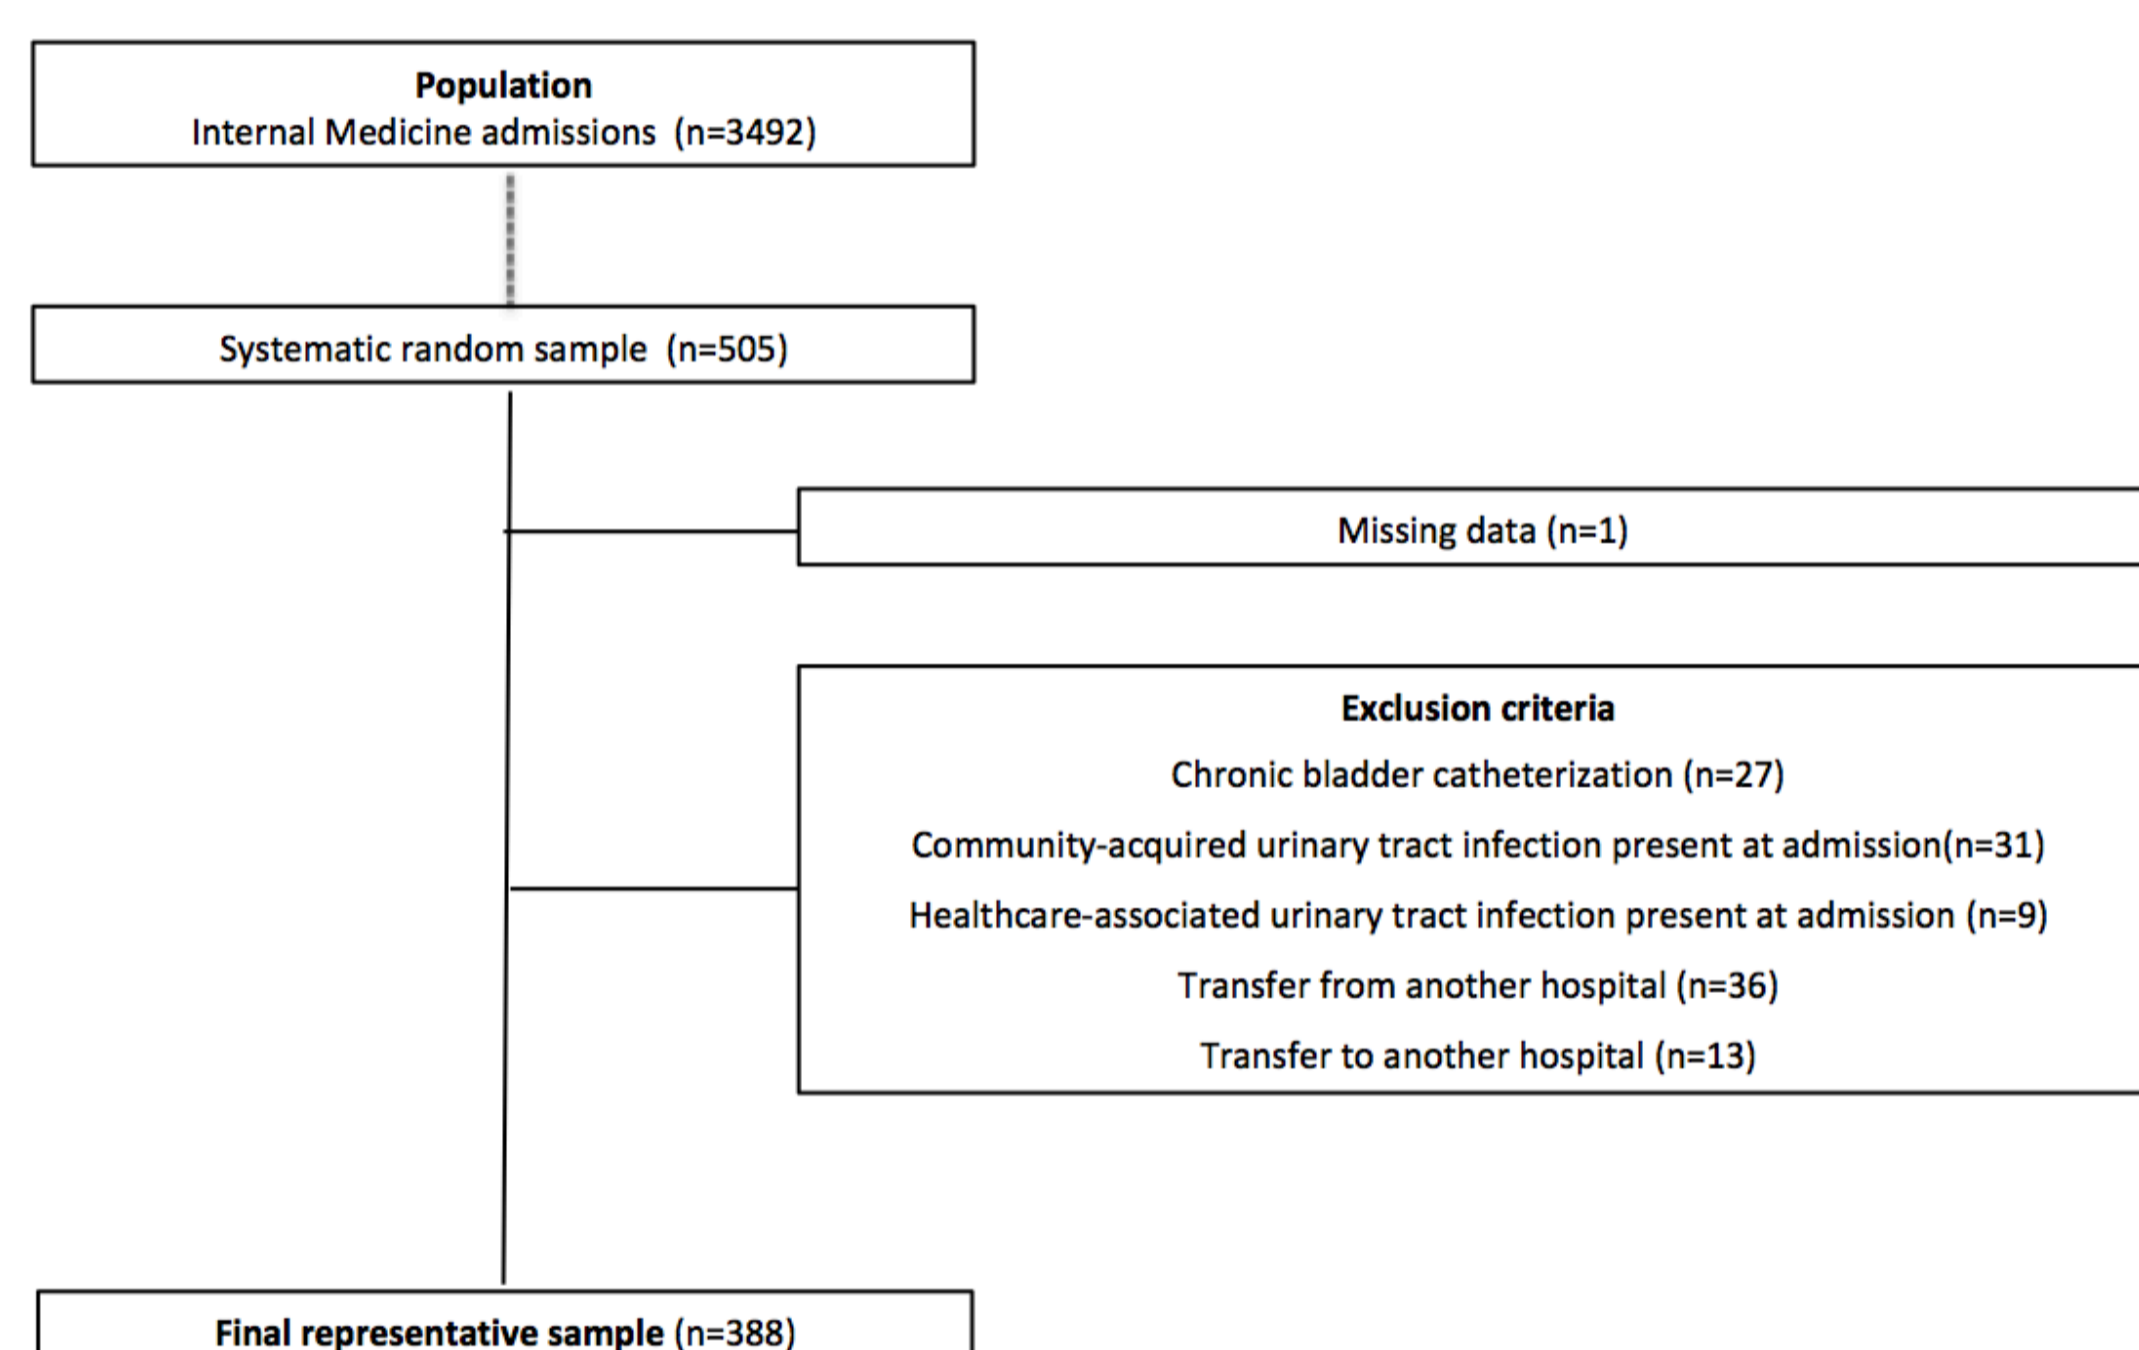 Population
Internal Medicine admissions (n=3492)
Systematic random sample (n=505)
Missing data (n=1)
Exclusion criteria
Chronic bladder catheterization (n=27)
Community-acquired urinary tract infection present at admission(n=31)
Healthcare-associated urinary tract infection present at admission (n=9)
Transfer from another hospital (n=36)
Transfer to another hospital (n=13)
Final representative sample (n=388)